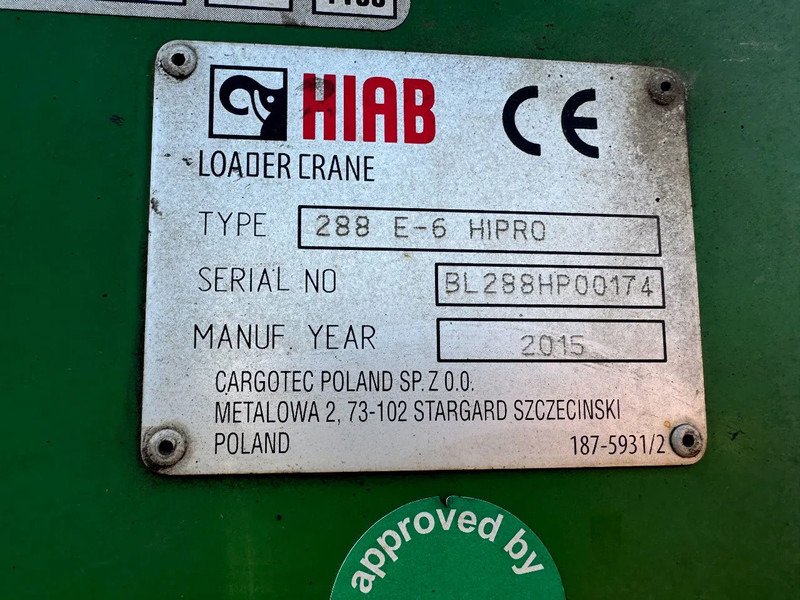 HIAB CE
LOADER CRANE
TYPE 288 E-6 HIPRO
SERIAL NO BL288HP00174
MANUF. YEAR 2015
CARGOTEC POLAND SP. Z O.O.
METALOWA 2, 73-102 STARGARD SZCZECINSKI
POLAND 187-5931/2
approved by